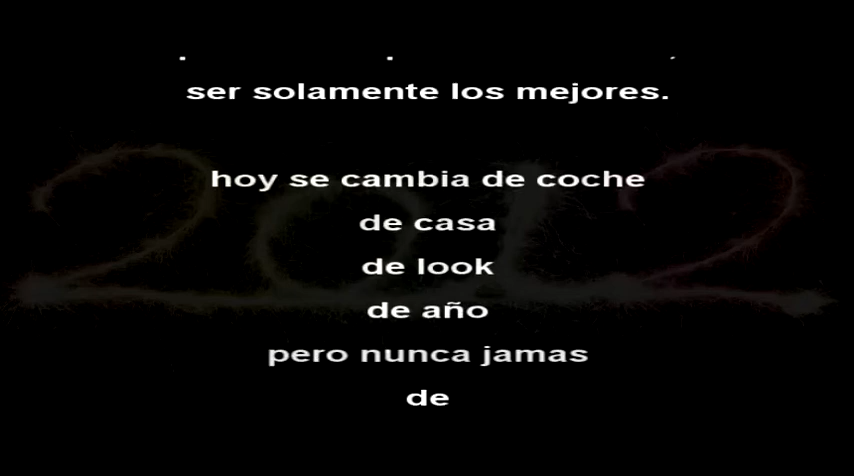 ser solamente los mejores.
hoy se cambia de coche
de casa
de look
de año
pero nunca jamas
de
2012